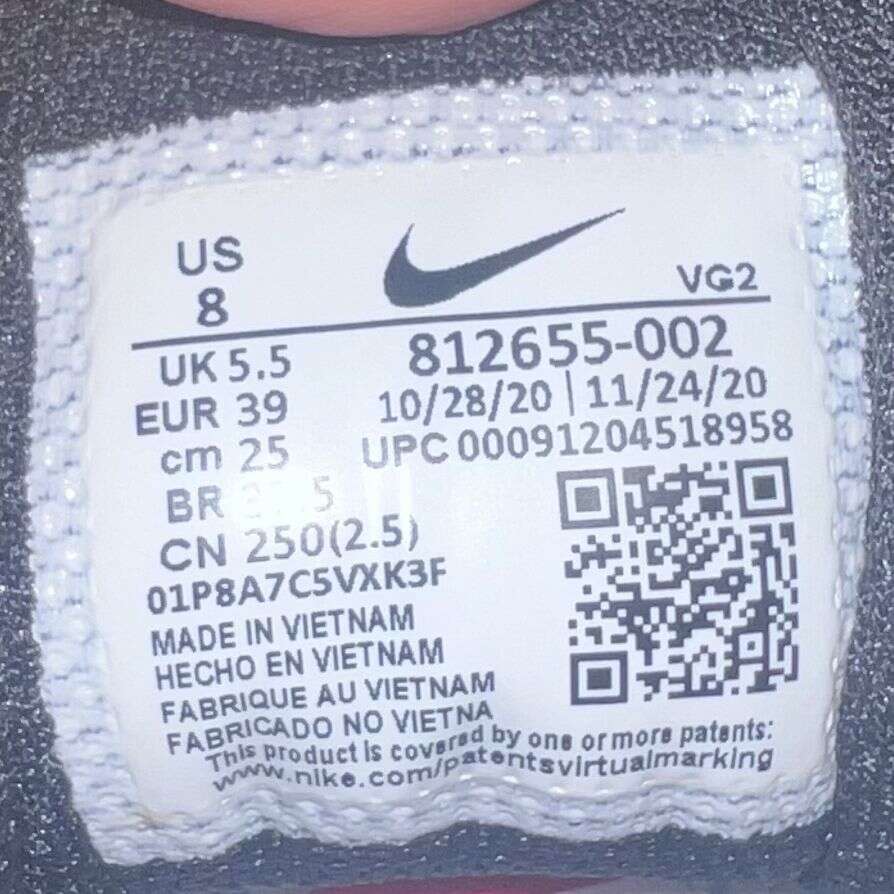 US
8
VG2
UK 5.5
812655-002
EUR 39
10/28/20 | 11/24/20
cm 25
UPC 00091204518958
BR
CN 250(2.5)
01P8A7C5VXK3F
MADE IN VIETNAM
HECHO EN VIETNAM
FABRIQUE AU VIETNAM
FABRICADO NO VIETNA
This product is covered by one or more patents:
www.nike.com/patentsvirtualmarking